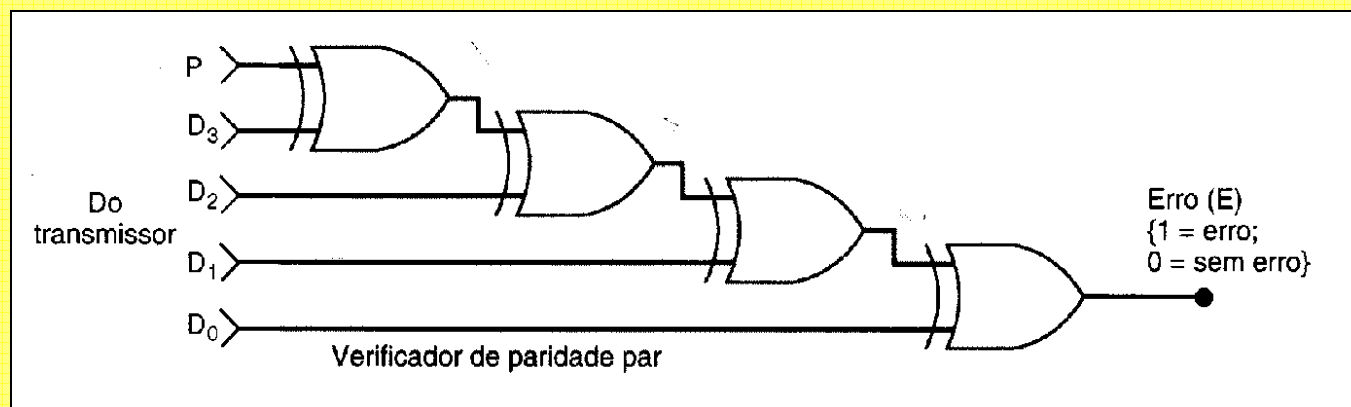 P
D₃
D₂
Do
transmissor
D₁
D₀
Erro (E)
{1 = erro;
0 = sem erro}
Verificador de paridade par